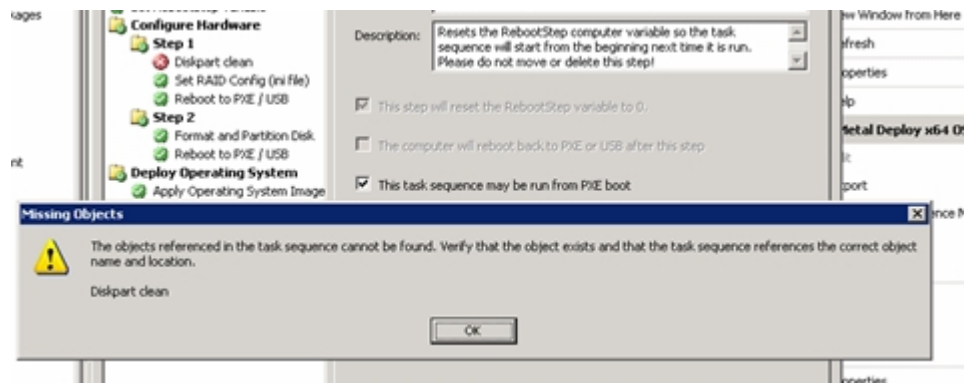 Configure Hardware
Step 1
Diskpart clean
Set RAID Config (ini file)
Reboot to PXE / USB
Step 2
Format and Partition Disk
Reboot to PXE / USB
Deploy Operating System
Apply Operating System Image
Description:
Resets the RebootStep computer variable so the task
sequence will start from the beginning next time it is run.
Please do not move or delete this step!
This step will reset the RebootStep variable to 0.
The computer will reboot back to PXE or USB after this step
This task sequence may be run from PXE boot
Window from Here
Metal Deploy x64
Missing Objects
The objects referenced in the task sequence cannot be found. Verify that the object exists and that the task sequence references the correct object
name and location.
Diskpart clean
OK